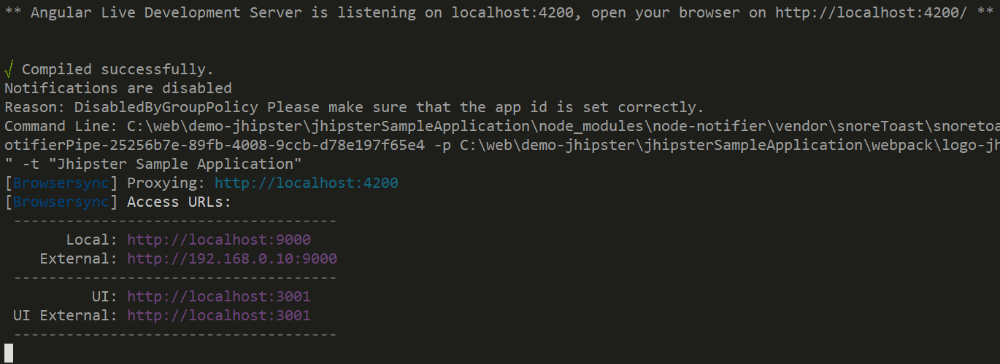 ** Angular Live Development Server is listening on localhost:4200, open your browser on http://localhost:4200/ **
√ Compiled successfully.
Notifications are disabled
Reason: DisabledByGroupPolicy Please make sure that the app id is set correctly.
Command Line: C:\web\demo-jhipster\jhipsterSampleApplication\node_modules\node-notifier\vendor\snoreToast\snoretoa
otifierPipe-25256b7e-89fb-4008-9ccb-d78e197f65e4 -p C:\web\demo-jhipster\jhipsterSampleApplication\webpack\logo-jh
" -t "Jhipster Sample Application"
[Browsersync] Proxying: http://localhost:4200
[Browsersync] Access URLs:
-------------------------------------
Local: http://localhost:9000
External: http://192.168.0.10:9000
-------------------------------------
UI: http://localhost:3001
UI External: http://localhost:3001
-------------------------------------